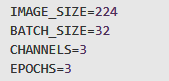 IMAGE_SIZE=224
BATCH_SIZE=32
CHANNELS=3
EPOCHS=3